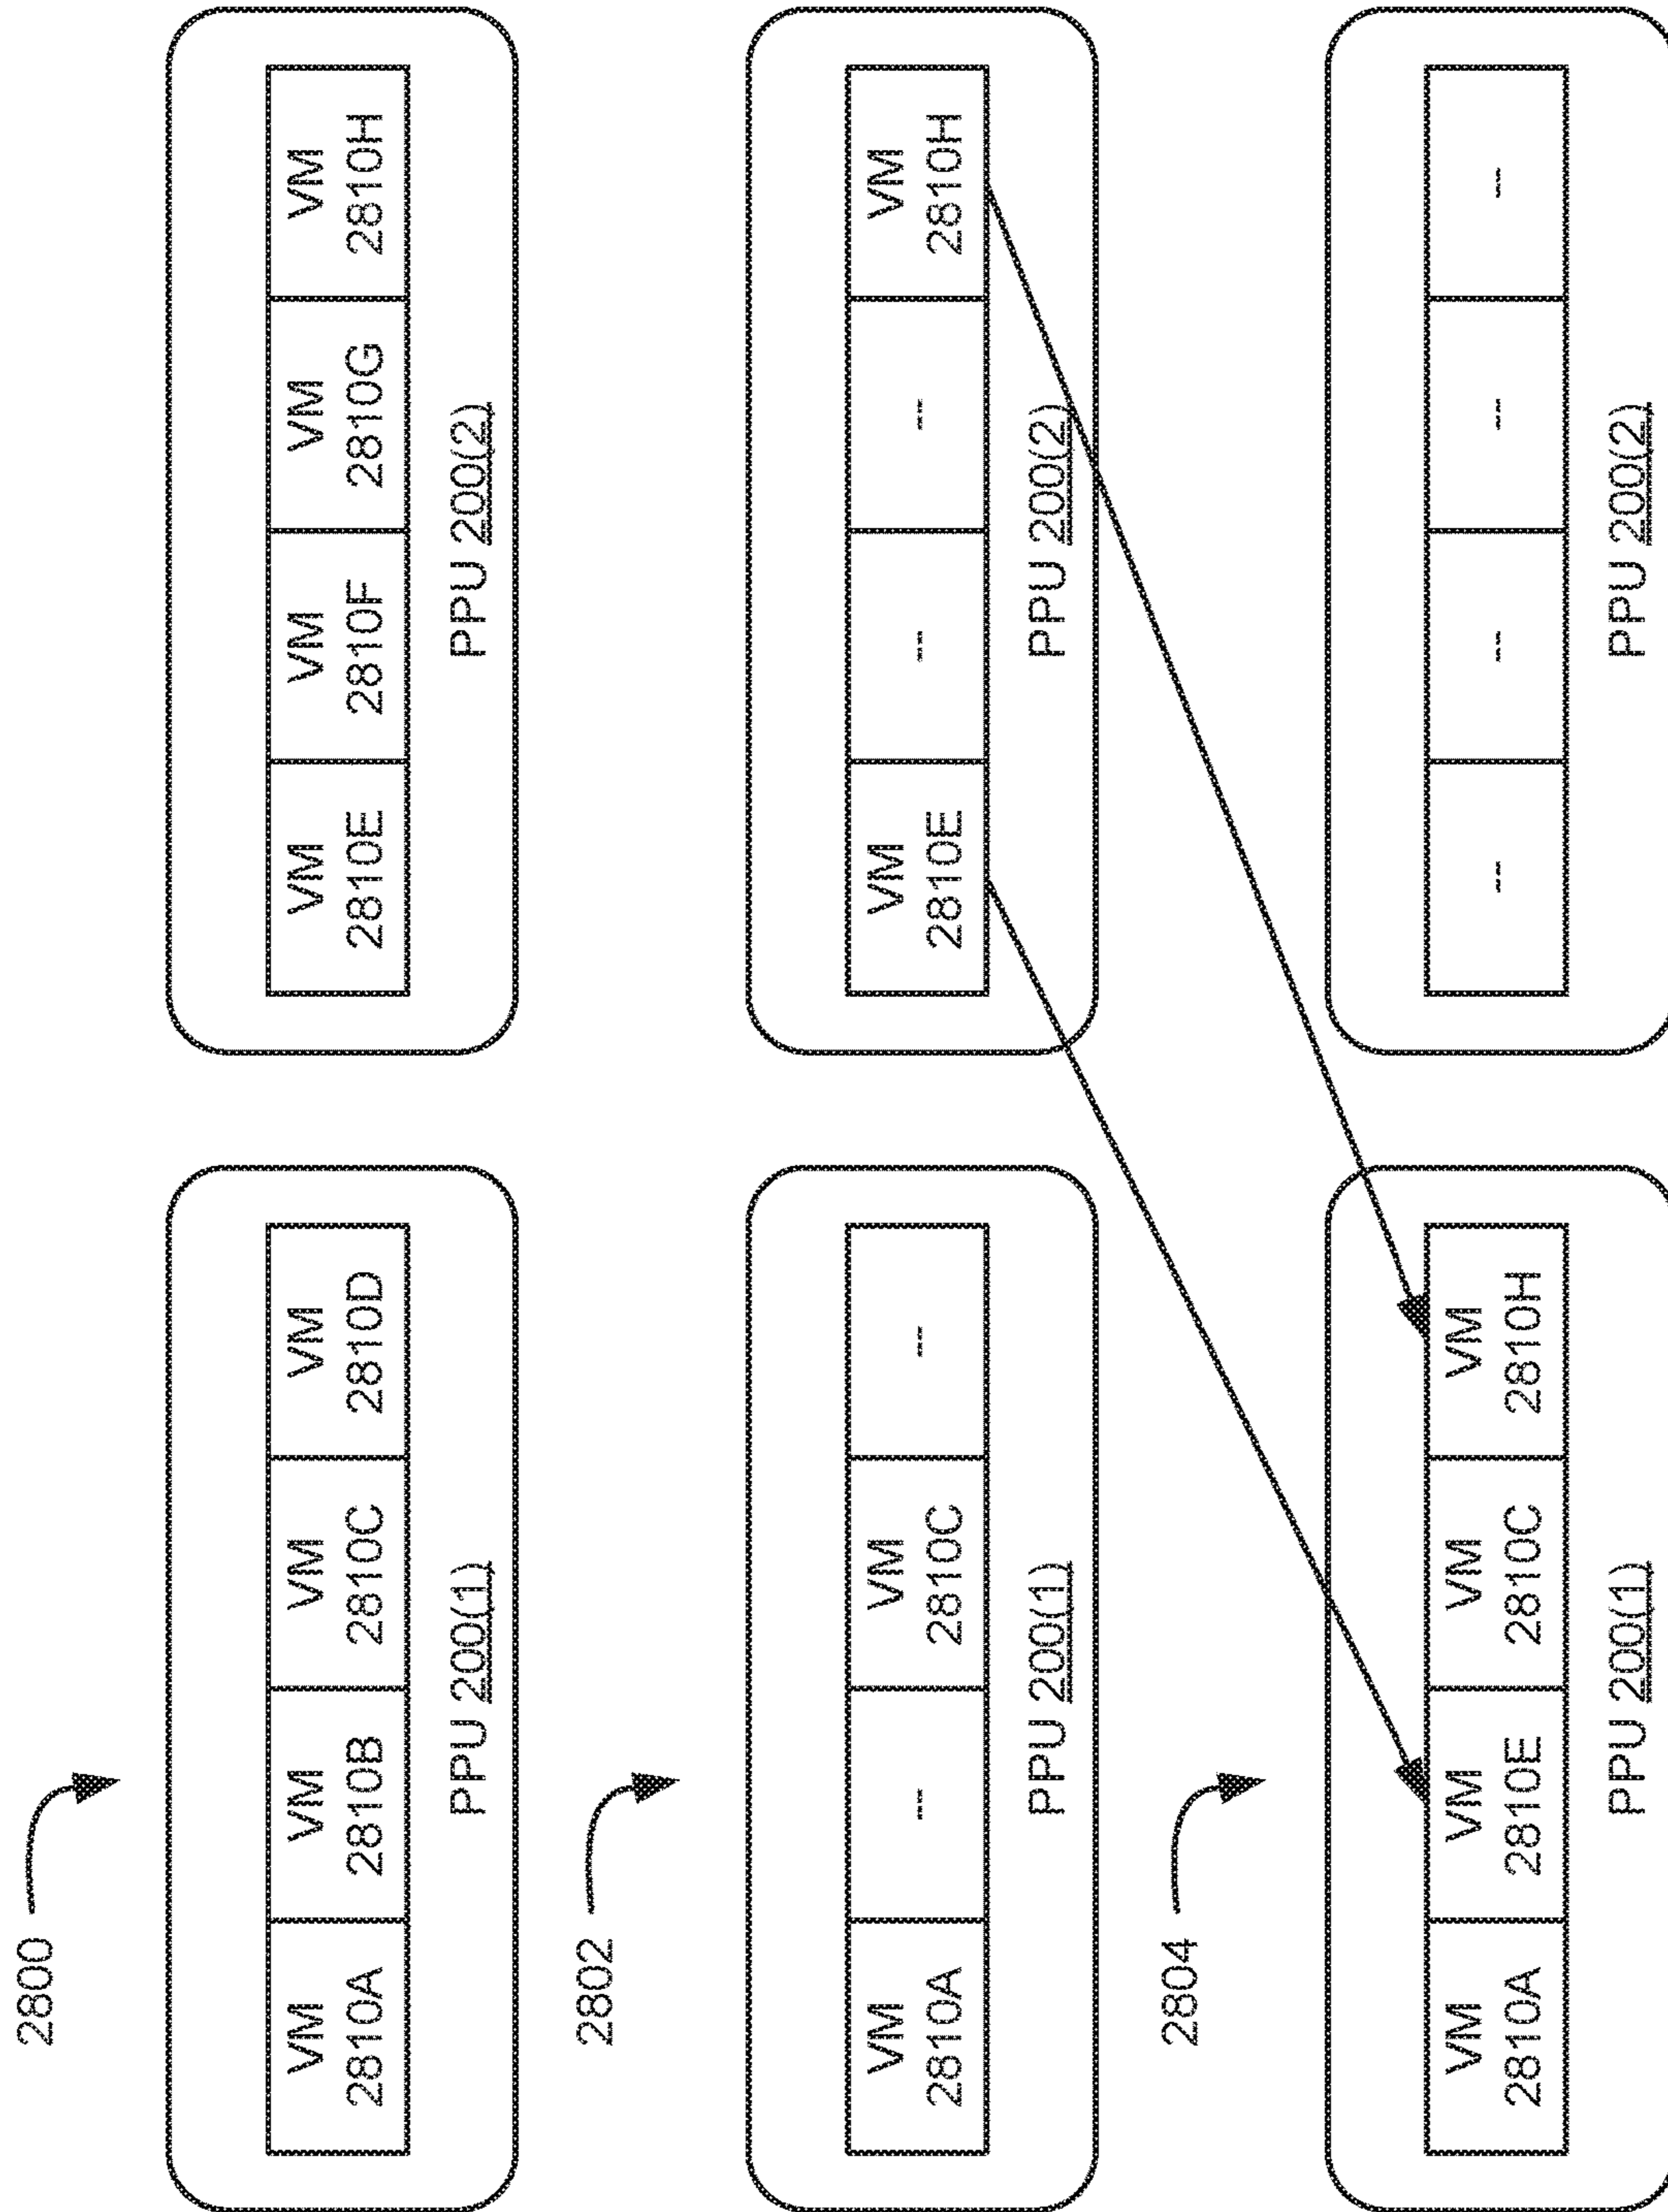 2800
VM
2810A
VM
2810B
VM
2810C
VM
2810D
PPU 200(1)
VM
2810E
VM
2810F
VM
2810G
VM
2810H
PPU 200(2)
2802
VM
2810A
--
VM
2810C
--
PPU 200(1)
VM
2810E
--
--
VM
2810H
PPU 200(2)
2804
VM
2810A
VM
2810E
VM
2810C
VM
2810H
PPU 200(1)
--
--
--
--
PPU 200(2)